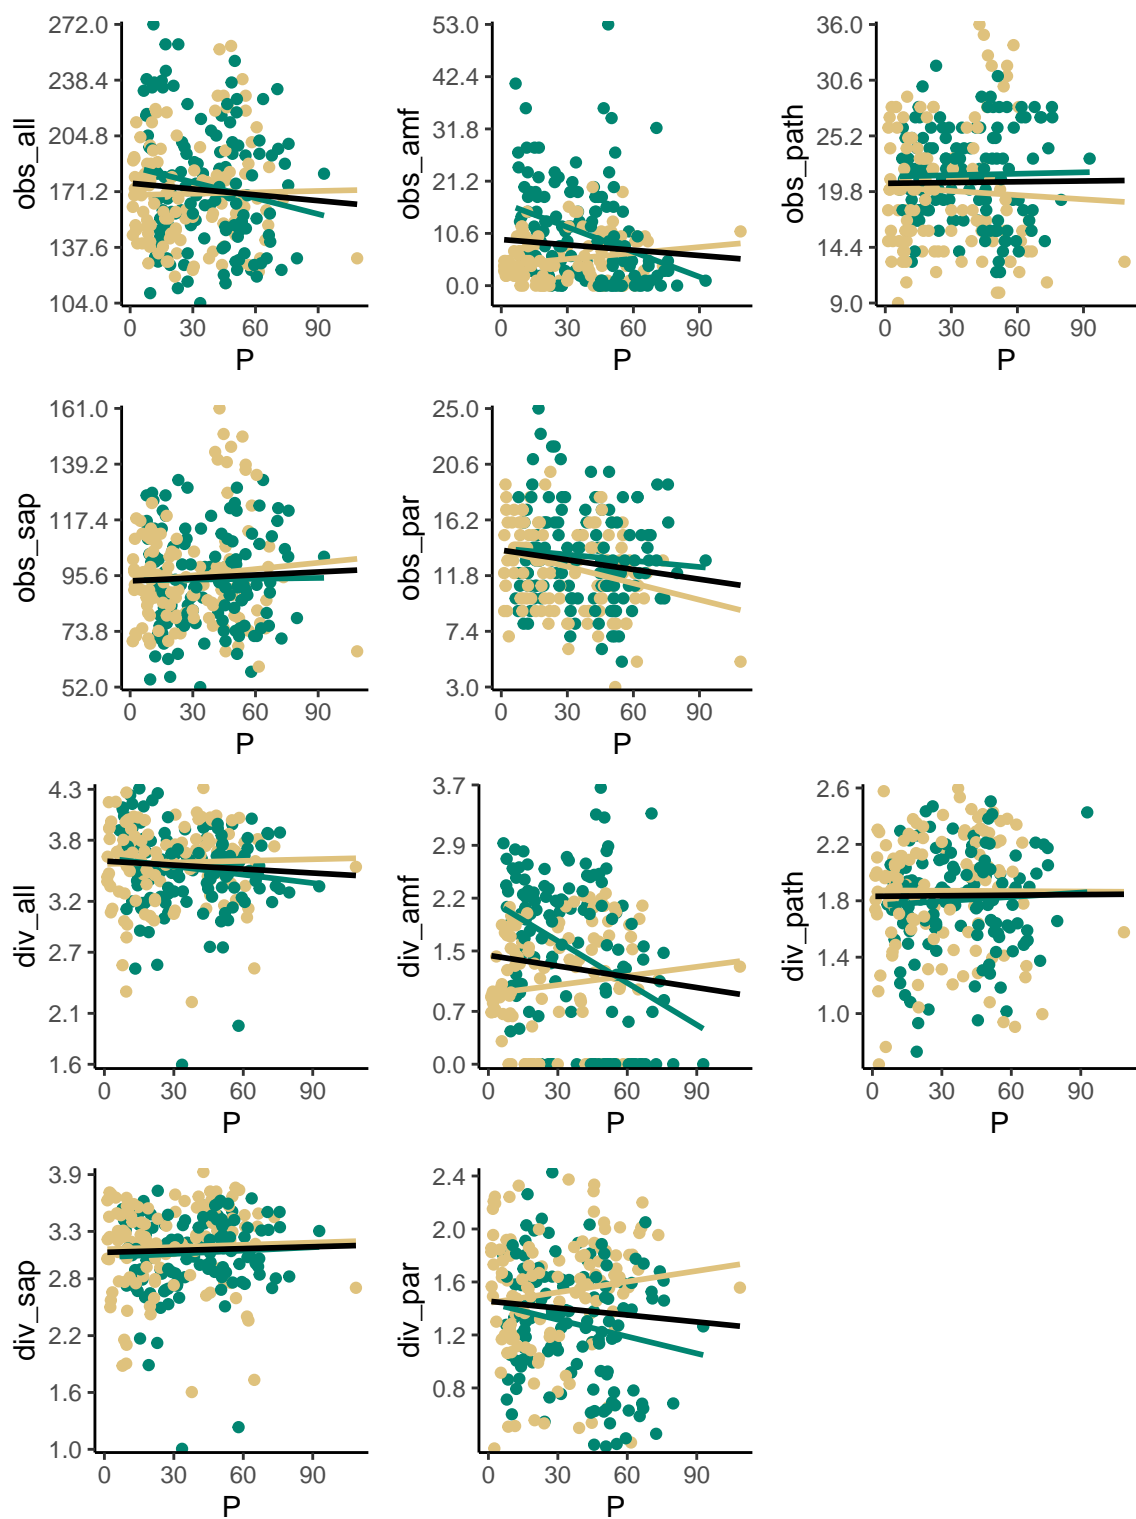 obs_all
272.0
238.4
204.8
171.2
137.6
104.0
0 30 60 90
P
obs_amf
53.0
42.4
31.8
21.2
10.6
0.0
0 30 60 90
P
obs_path
36.0
30.6
25.2
19.8
14.4
9.0
0 30 60 90
P
obs_sap
161.0
139.2
117.4
95.6
73.8
52.0
0 30 60 90
P
obs_par
25.0
20.6
16.2
11.8
7.4
3.0
0 30 60 90
P
div_all
4.3
3.8
3.2
2.7
2.1
1.6
0 30 60 90
P
div_amf
3.7
2.9
2.2
1.5
0.7
0.0
0 30 60 90
P
div_path
2.6
2.2
1.8
1.4
1.0
0 30 60 90
P
div_sap
3.9
3.3
2.8
2.2
1.6
1.0
0 30 60 90
P
div_par
2.4
2.0
1.6
1.2
0.8
0 30 60 90
P